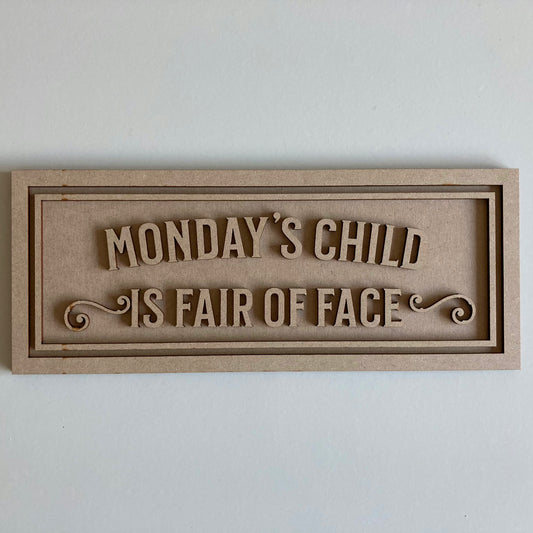 MONDAY'S CHILD
IS FAIR OF FACE